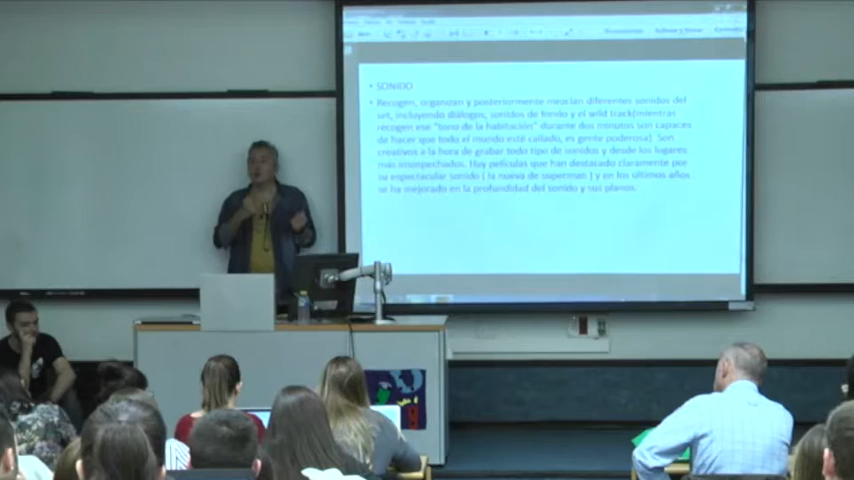 • SONIDO
• Recogen, organizan y posteriormente mezclan diferentes sonidos del
set, incluyendo diálogos, sonidos de fondo y el wild track(mientras
recogen ese "tono de la habitación" durante dos minutos son capaces
de hacer que todo el mundo esté callado, es gente poderosa). Son
creativos a la hora de grabar todo tipo de sonidos y desde los lugares
más insospechados. Hay películas que han destacado claramente por
su espectacular sonido ( la nueva de superman ) y en los últimos años
se ha mejorado en la profundidad del sonido y sus planos.